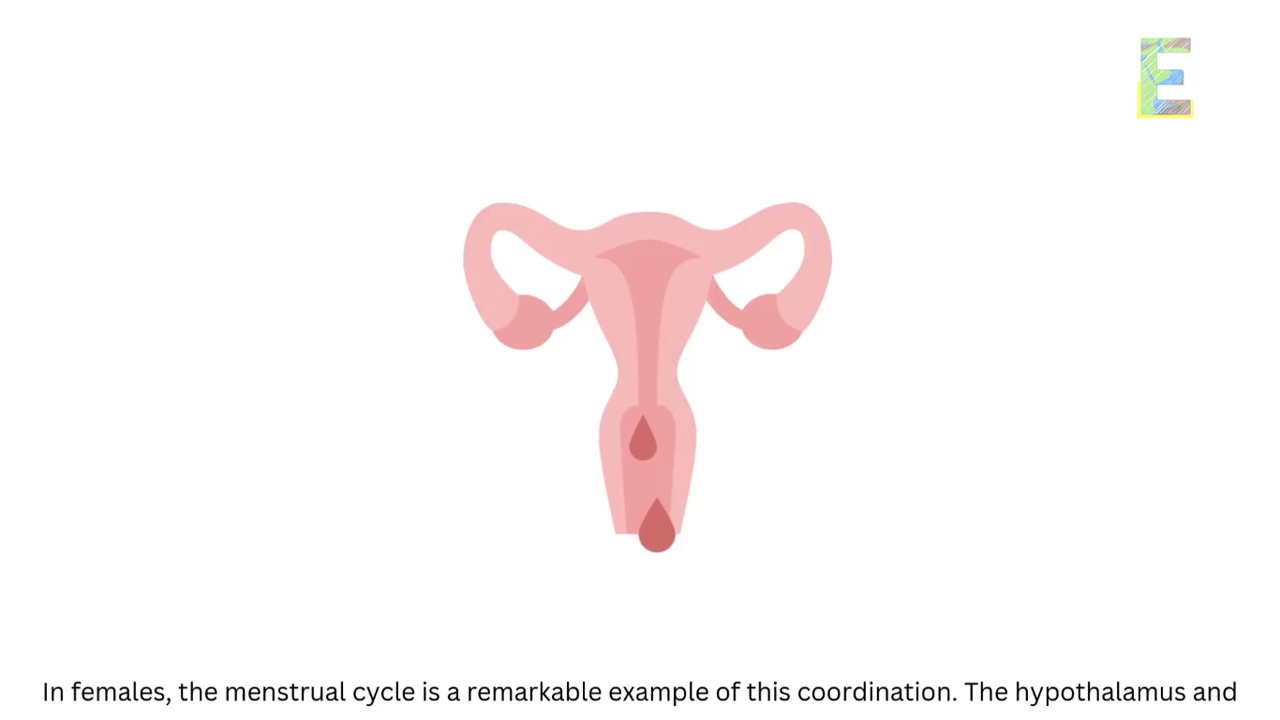 E
In females, the menstrual cycle is a remarkable example of this coordination. The hypothalamus and